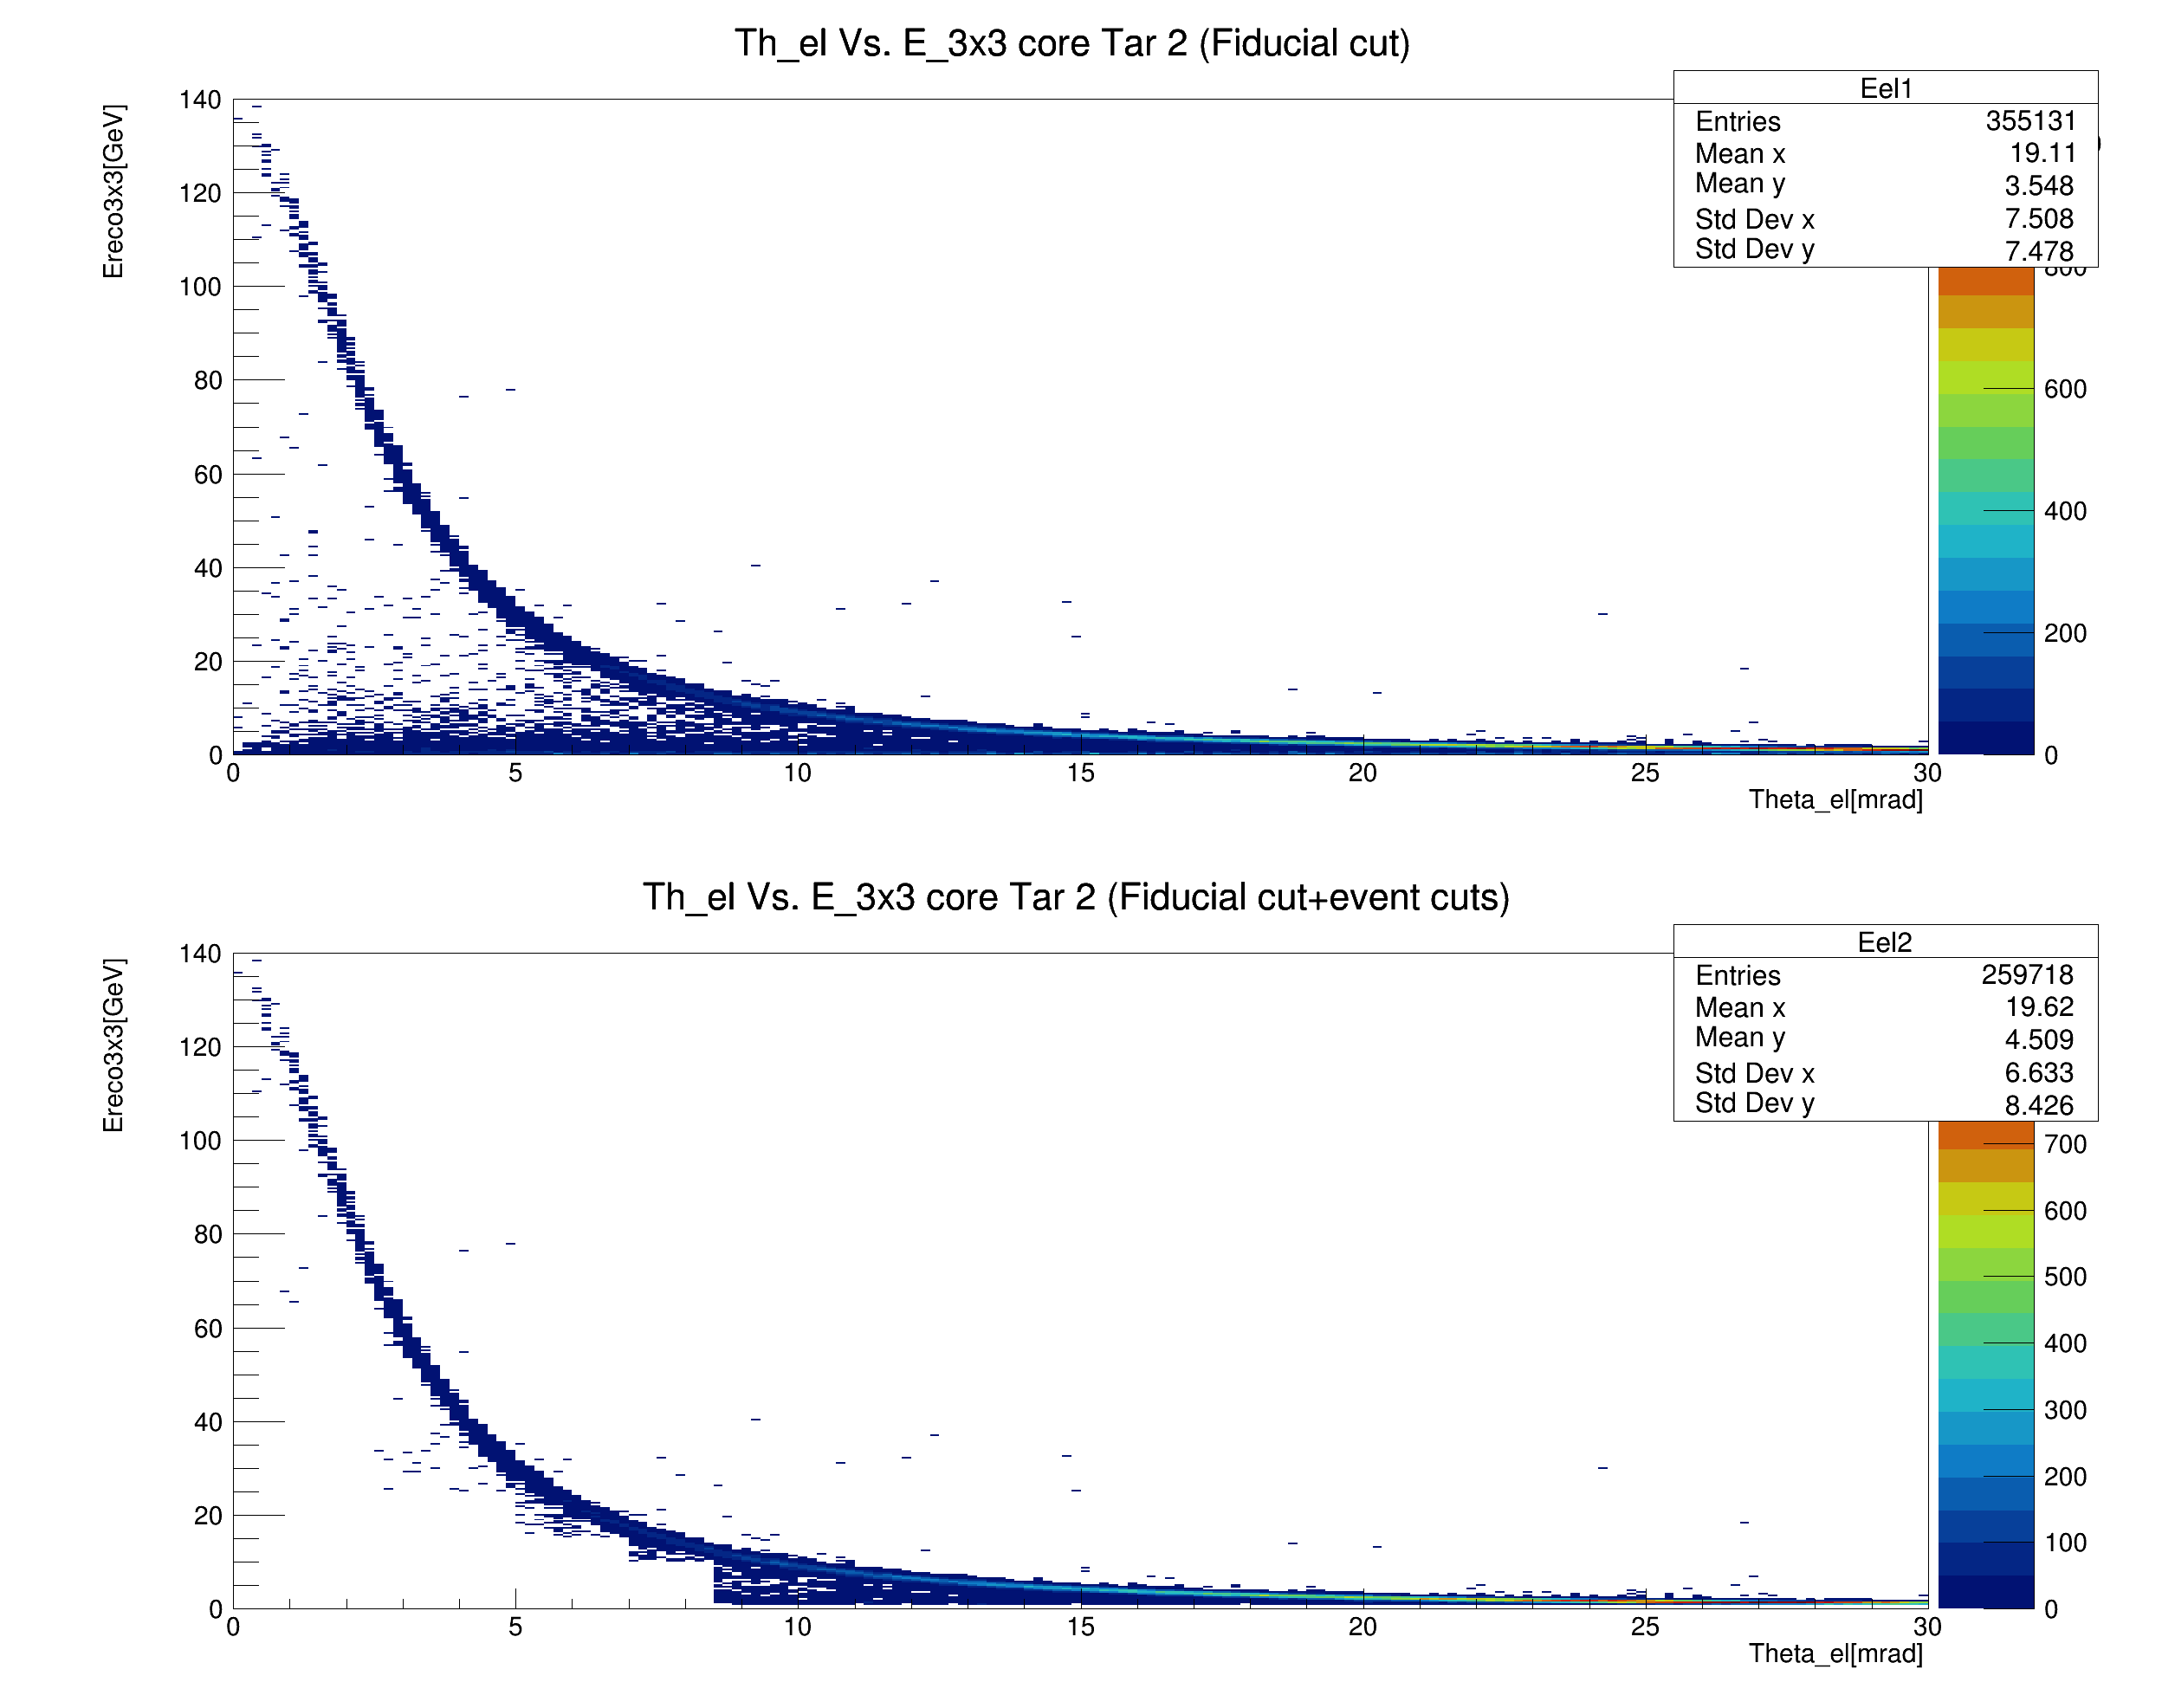 Th_el Vs. E_3x3 core Tar 2 (Fiducial cut)
Ereco3x3[GeV]
140
120
100
80
60
40
20
0
0 5 10 15 20 25 30
Theta_el[mrad]
Eel1
Entries 355131
Mean x 19.11
Mean y 3.548
Std Dev x 7.508
Std Dev y 7.478
800
600
400
200
0
Th_el Vs. E_3x3 core Tar 2 (Fiducial cut+event cuts)
Ereco3x3[GeV]
140
120
100
80
60
40
20
0
0 5 10 15 20 25 30
Theta_el[mrad]
Eel2
Entries 259718
Mean x 19.62
Mean y 4.509
Std Dev x 6.633
Std Dev y 8.426
700
600
500
400
300
200
100
0